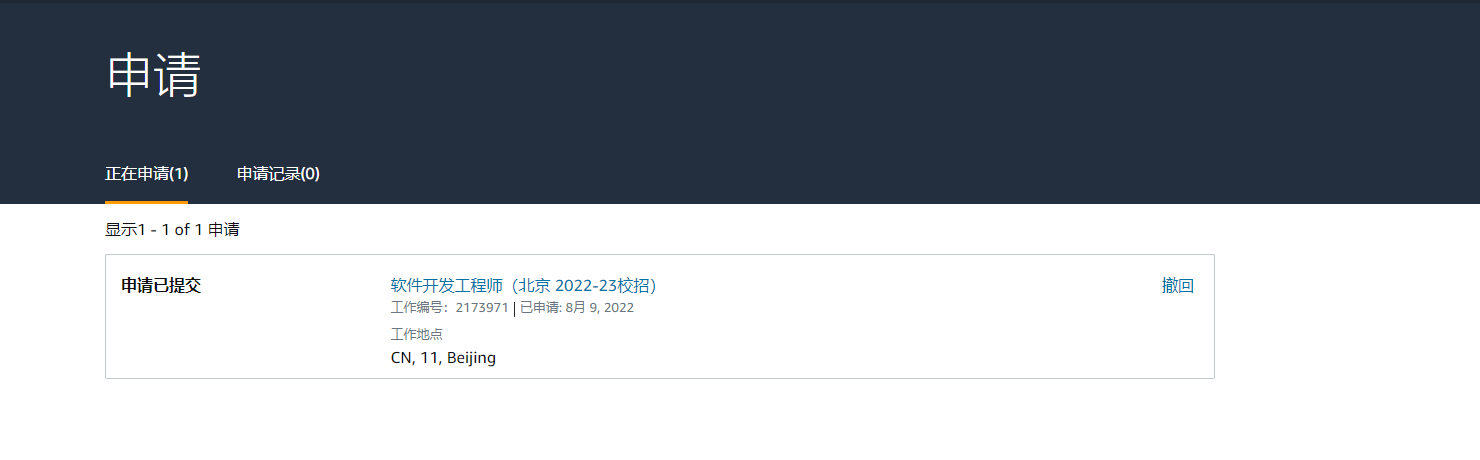 申请
正在申请(1) 申请记录(0)
显示1 - 1 of 1 申请
申请已提交 软件开发工程师（北京 2022-23校招） 撤回
工作编号：2173971 | 已申请: 8月 9, 2022
工作地点
CN, 11, Beijing